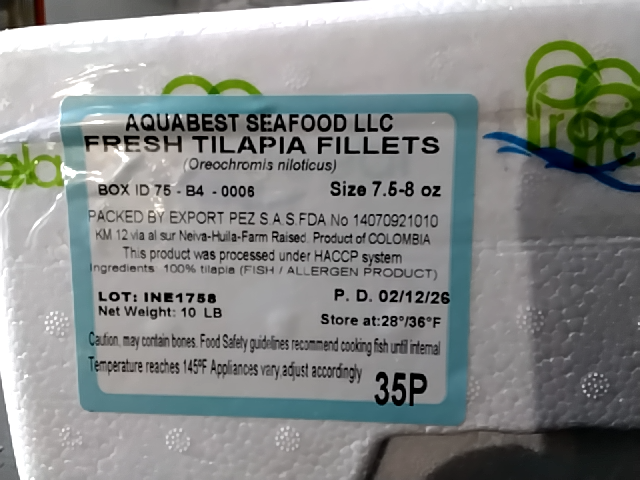 AQUABEST SEAFOOD LLC
FRESH TILAPIA FILLETS
(Oreochromis niloticus)
BOX ID 75 - B4 - 0006 Size 7.5-8 oz
PACKED BY EXPORT PEZ S.A.S.FDA No 14070921010
KM 12 via al sur Neiva-Huila-Farm Raised. Product of COLOMBIA
This product was processed under HACCP system
Ingredients: 100% tilapia (FISH / ALLERGEN PRODUCT)
LOT: INE1758 P. D. 02/12/26
Net Weight: 10 LB
Store at:28°/36°F
Caution, may contain bones. Food Safety guidelines recommend cooking fish until internal
Temperature reaches 145ºF Appliances vary,adjust accordingly
35P